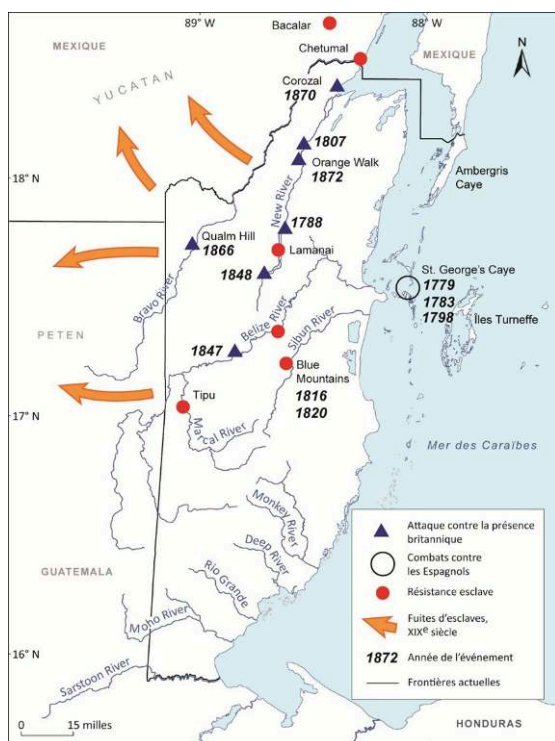 89° W
88° W
Bacalar
MEXIQUE
Chetumal
MEXIQUE
YUCATAN
Corozal
1870
1807
18° N
Orange Walk
1872
Ambergris
Caye
New River
1788
Qualm Hill
1866
Lamanai
St. George's Caye
1779
1783
1798
1848
Bravo River
Belize River
Sibun River
Îles Turneffe
PETEN
1847
Blue
Mountains
1816
1820
Tipu
17° N
Marcal River
Mer des Caraïbes
Monkey River
Deep River
GUATEMALA
Rio Grande
Moho River
16° N
Sarstoon River
Attaque contre la présence
britannique
Combats contre
les Espagnols
Résistance esclave
Fuites d'esclaves,
XIXe siècle
1872 Année de l'événement
Frontières actuelles
0 15 milles
HONDURAS
N